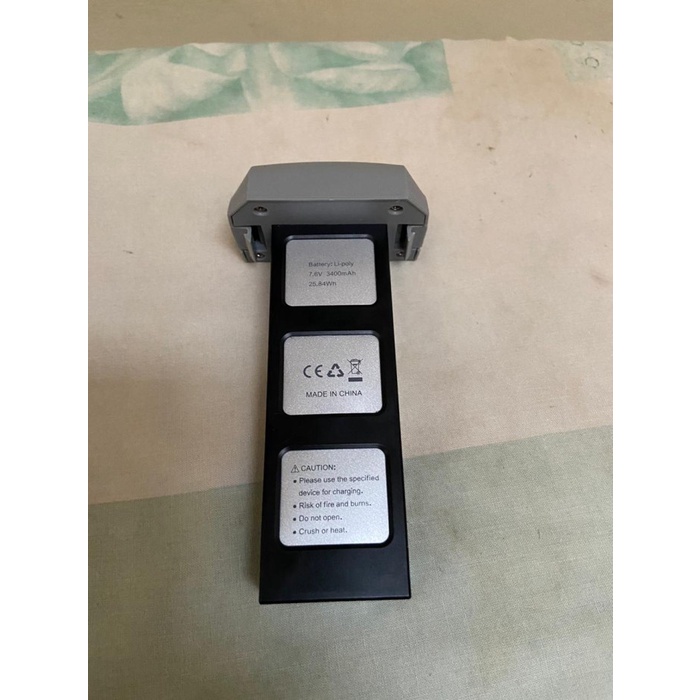 Battery: Li-poly
7.6V 3400mAh
25.84Wh
CE
MADE IN CHINA
CAUTION:
• Please use the specified
device for charging.
• Risk of fire and burns.
• Do not open.
• Crush or heat.